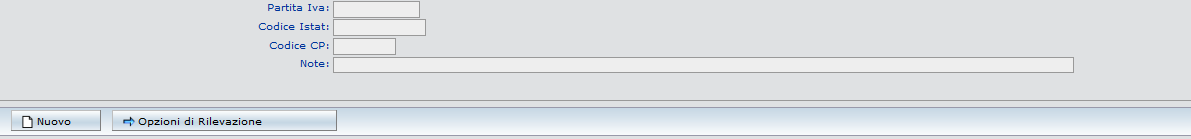 Partita Iva:
Codice Istat:
Codice CP:
Note:
Nuovo Opzioni di Rilevazione